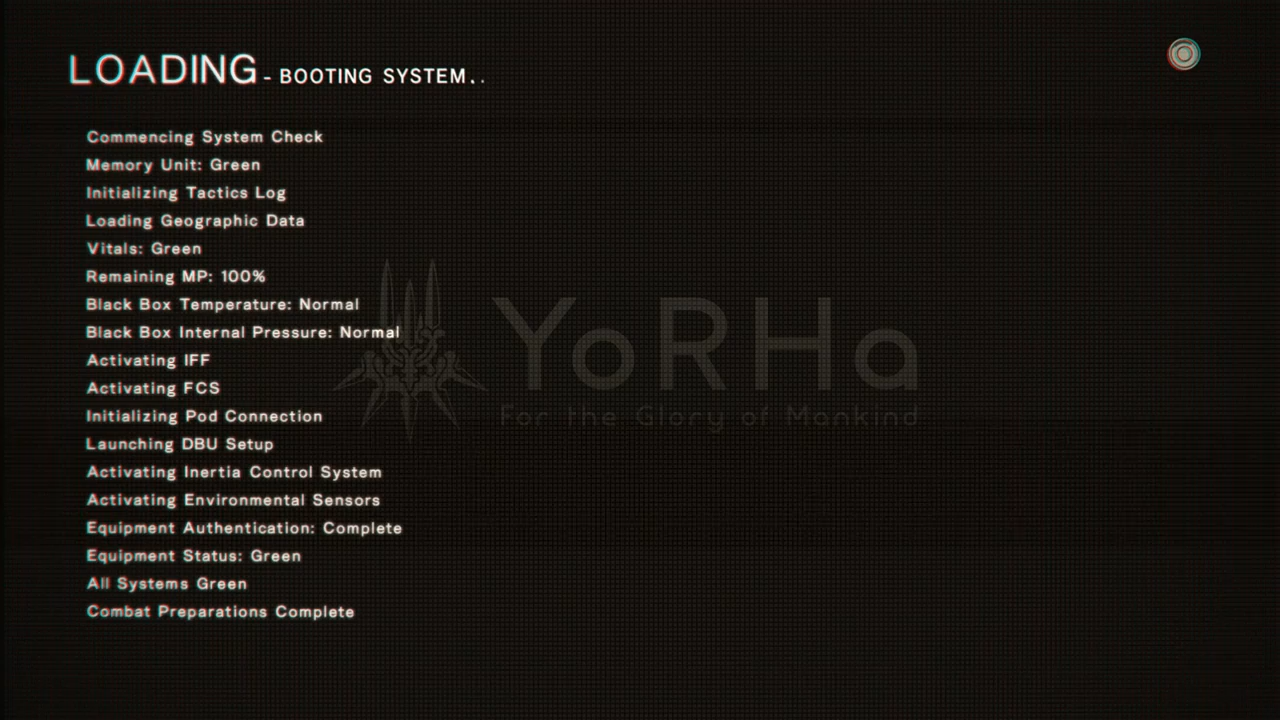 LOADING - BOOTING SYSTEM..
Commencing System Check
Memory Unit: Green
Initializing Tactics Log
Loading Geographic Data
Vitals: Green
Remaining MP: 100%
Black Box Temperature: Normal
Black Box Internal Pressure: Normal
Activating IFF
Activating FCS
Initializing Pod Connection
Launching DBU Setup
Activating Inertia Control System
Activating Environmental Sensors
Equipment Authentication: Complete
Equipment Status: Green
All Systems Green
Combat Preparations Complete
YoRHa
For the Glory of Mankind